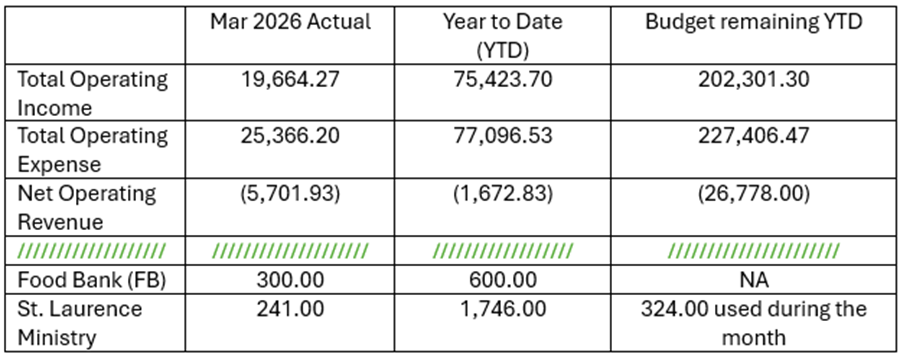 Mar 2026 Actual Year to Date (YTD) Budget remaining YTD
Total Operating Income 19,664.27 75,423.70 202,301.30
Total Operating Expense 25,366.20 77,096.53 227,406.47
Net Operating Revenue (5,701.93) (1,672.83) (26,778.00)
/////////////////// //////////////////// ////////////////// //////////////////////
Food Bank (FB) 300.00 600.00 NA
St. Laurence Ministry 241.00 1,746.00 324.00 used during the month